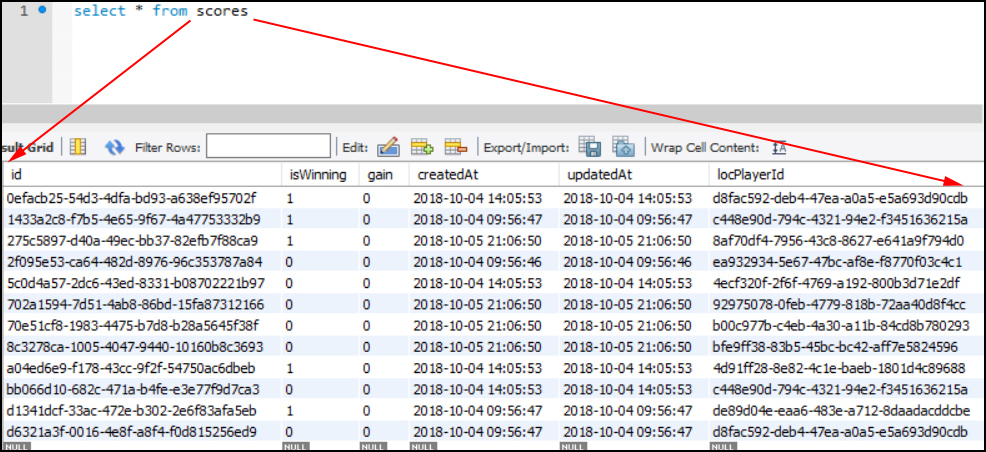 1 select * from scores
sult Grid Filter Rows: Edit: Export/Import: Wrap Cell Content: IA
id isWinning gain createdAt updatedAt locPlayerId
0efacb25-54d3-4dfa-bd93-a638ef95702f 1 0 2018-10-04 14:05:53 2018-10-04 14:05:53 d8fac592-deb4-47ea-a0a5-e5a693d90cdb
1433a2c8-f7b5-4e65-9f67-4a47753332b9 1 0 2018-10-04 09:56:47 2018-10-04 09:56:47 c448e90d-794c-4321-94e2-f3451636215a
275c5897-d40a-49ec-bb37-82efb7f88ca9 1 0 2018-10-05 21:06:50 2018-10-05 21:06:50 8af70df4-7956-43c8-8627-e641a9f794d0
2f095e53-ca64-482d-8976-96c353787a84 0 0 2018-10-04 09:56:46 2018-10-04 09:56:46 ea932934-5e67-47bc-af8e-f8770f03c4c1
5c0d4a57-2dc6-43ed-8331-b08702221b97 0 0 2018-10-04 14:05:53 2018-10-04 14:05:53 4ecf320f-2f6f-4769-a192-800b3d71e2df
702a1594-7d51-4ab8-86bd-15fa87312166 0 0 2018-10-05 21:06:50 2018-10-05 21:06:50 92975078-0feb-4779-818b-72aa40d8f4cc
70e51cf8-1983-4475-b7d8-b28a5645f38f 0 0 2018-10-05 21:06:50 2018-10-05 21:06:50 b00c977b-c4eb-4a30-a11b-84cd8b780293
8c3278ca-1005-4047-9440-10160b8c3693 0 0 2018-10-05 21:06:50 2018-10-05 21:06:50 bfe9ff38-83b5-45bc-bc42-aff7e5824596
a04ed6e9-f178-43cc-9f2f-54750ac6dbeb 1 0 2018-10-04 14:05:53 2018-10-04 14:05:53 4d91ff28-8e82-4c1e-baeb-1801d4c89688
bb066d10-682c-471a-b4fe-e3e77f9d7ca3 0 0 2018-10-04 14:05:53 2018-10-04 14:05:53 c448e90d-794c-4321-94e2-f3451636215a
d1341dcf-33ac-472e-b302-2e6f83afa5eb 1 0 2018-10-04 09:56:47 2018-10-04 09:56:47 de89d04e-eaa6-483e-a712-8daadacddcbe
d6321a3f-0016-4e8f-a8f4-f0d815256ed9 0 0 2018-10-04 09:56:47 2018-10-04 09:56:47 d8fac592-deb4-47ea-a0a5-e5a693d90cdb
NULL NULL NULL NULL NULL NULL